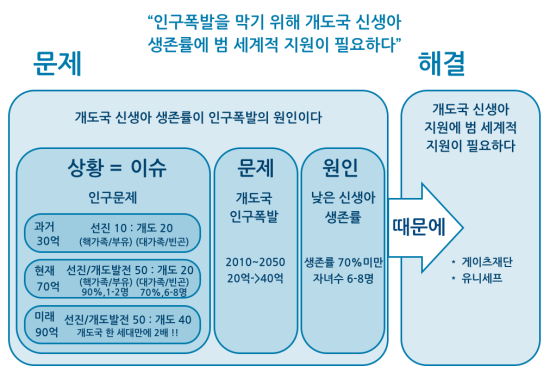 “인구폭발을 막기 위해 개도국 신생아
생존률에 범 세계적 지원이 필요하다”
문제
해결
개도국 신생아 생존률이 인구폭발의 원인이다
상황 = 이슈
인구문제
과거
30억
선진 10 : 개도 20
(핵가족/부유) (대가족/빈곤)
현재
70억
선진/개도발전 50 : 개도 20
(핵가족/부유) (대가족/빈곤)
90%,1-2명 70%,6-8명
미래
90억
선진/개도발전 50 : 개도 40
개도국 한 세대만에 2배 !!
문제
개도국
인구폭발
2010~2050
20억->40억
원인
낮은 신생아
생존률
생존률 70%미만
자녀수 6-8명
때문에
개도국 신생아
지원에 범 세계적
지원이 필요하다
* 게이츠재단
* 유니세프